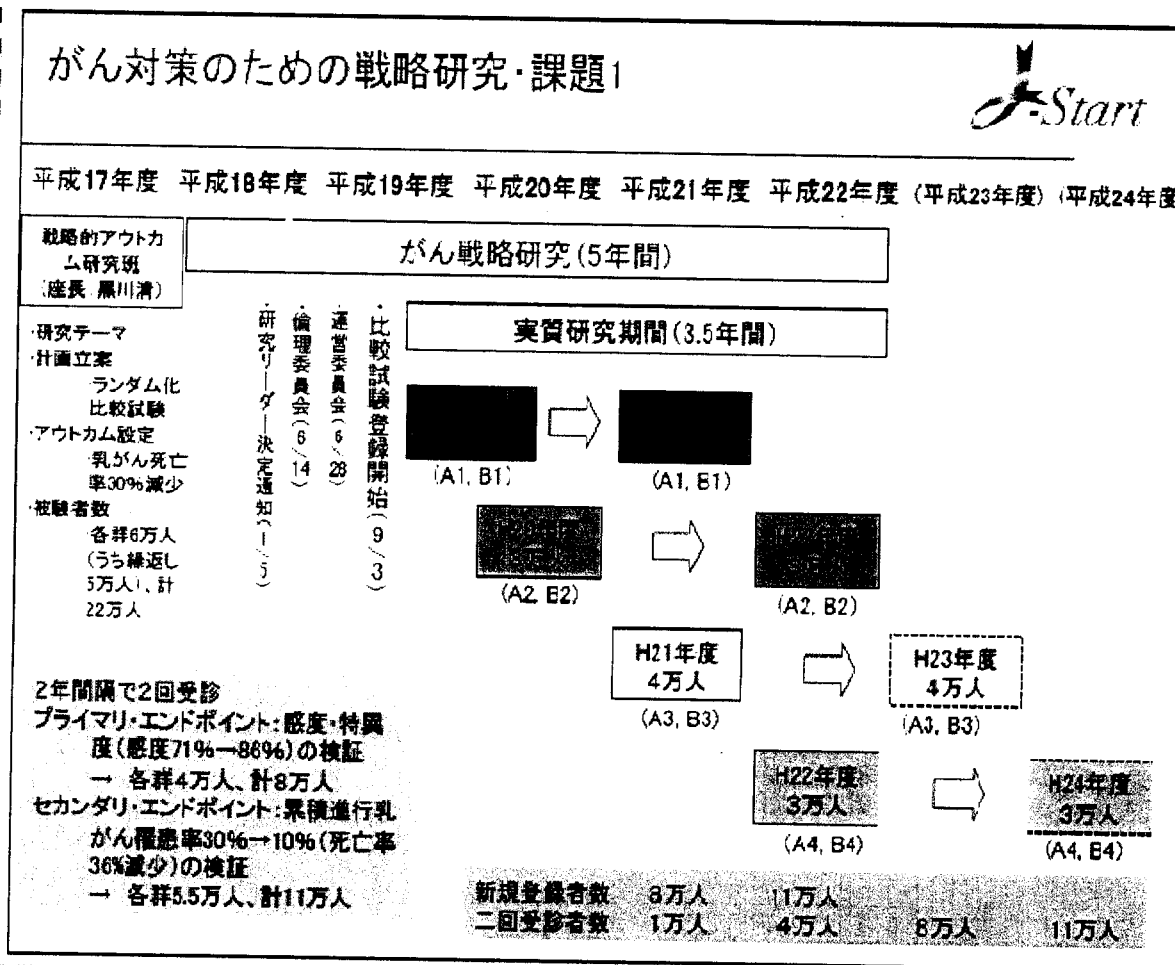 がん対策のための戦略研究・課題1
J-Start
平成17年度 平成18年度 平成19年度 平成20年度 平成21年度 平成22年度 (平成23年度) (平成24年度
戦略的アウトカ
ム研究班
(座長 黒川清)
がん戦略研究(5年間)
・研究リーダー決定通知(1/5)
・倫理委員会(6/14)
・運営委員会(6/28)
・比較試験登録開始(9/3)
実質研究期間(3.5年間)
・研究テーマ
・計画立案
ランダム化
比較試験
・アウトカム設定
乳がん死亡
率30%減少
・被験者数
各群6万人
(うち繰返し
5万人)、計
22万人
(A1, B1)
(A1, B1)
(A2, B2)
(A2, B2)
H21年度
4万人
(A3, B3)
H23年度
4万人
(A3, B3)
H22年度
3万人
(A4, B4)
H24年度
3万人
(A4, B4)
2年間隔で2回受診
プライマリ・エンドポイント:感度・特異
度(感度71%→86%)の検証
→ 各群4万人、計8万人
セカンダリ・エンドポイント:累積進行乳
がん罹患率30%→10%(死亡率
36%減少)の検証
→ 各群5.5万人、計11万人
新規登録者数 8万人 11万人
二回受診者数 1万人 4万人 8万人 11万人